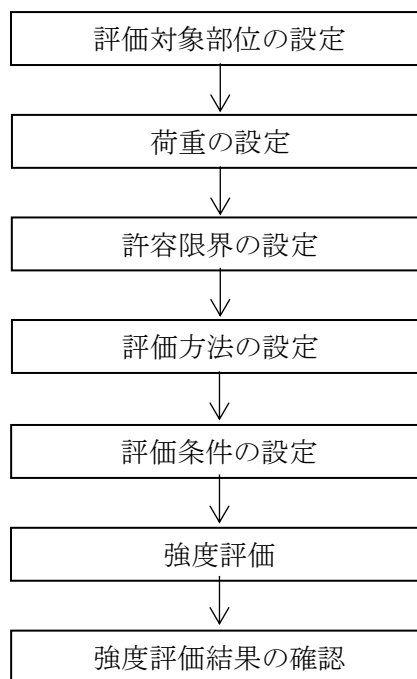 評価対象部位の設定
荷重の設定
許容限界の設定
評価方法の設定
評価条件の設定
強度評価
強度評価結果の確認